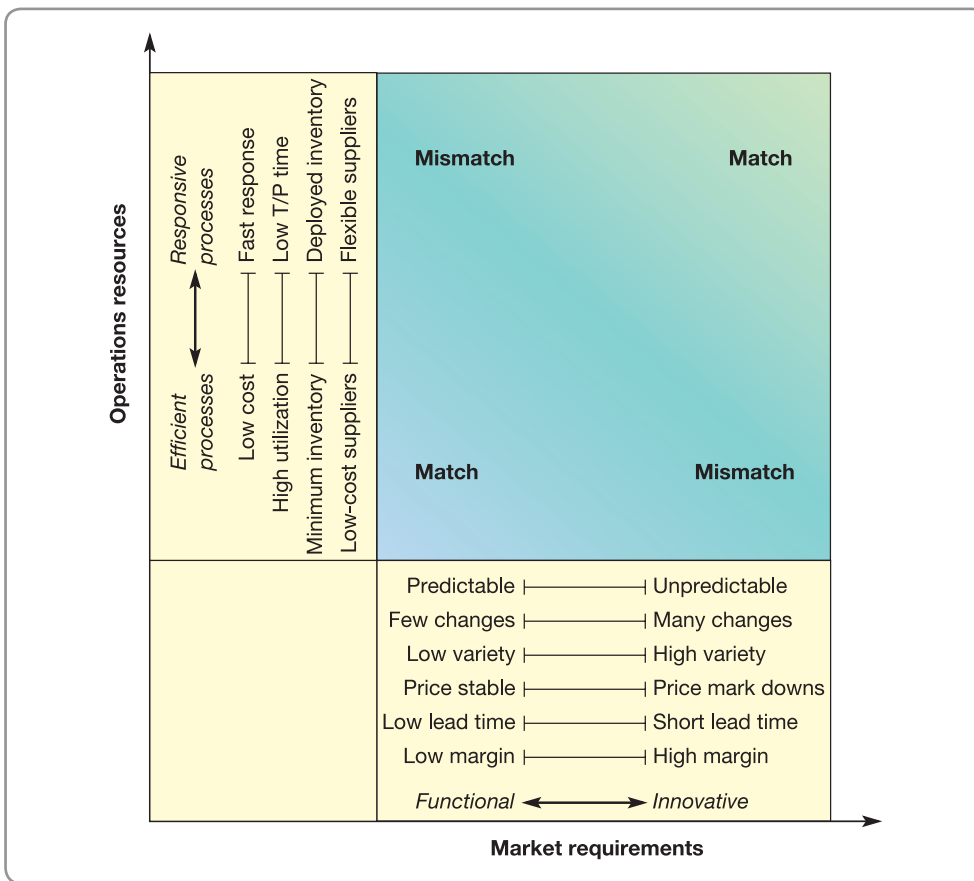 Operations resources
Responsive
processes
Efficient
processes
Fast response
Low cost
Low T/P time
High utilization
Deployed inventory
Minimum inventory
Flexible suppliers
Low-cost suppliers
Mismatch
Match
Match
Mismatch
Predictable Unpredictable
Few changes Many changes
Low variety High variety
Price stable Price mark downs
Low lead time Short lead time
Low margin High margin
Functional Innovative
Market requirements